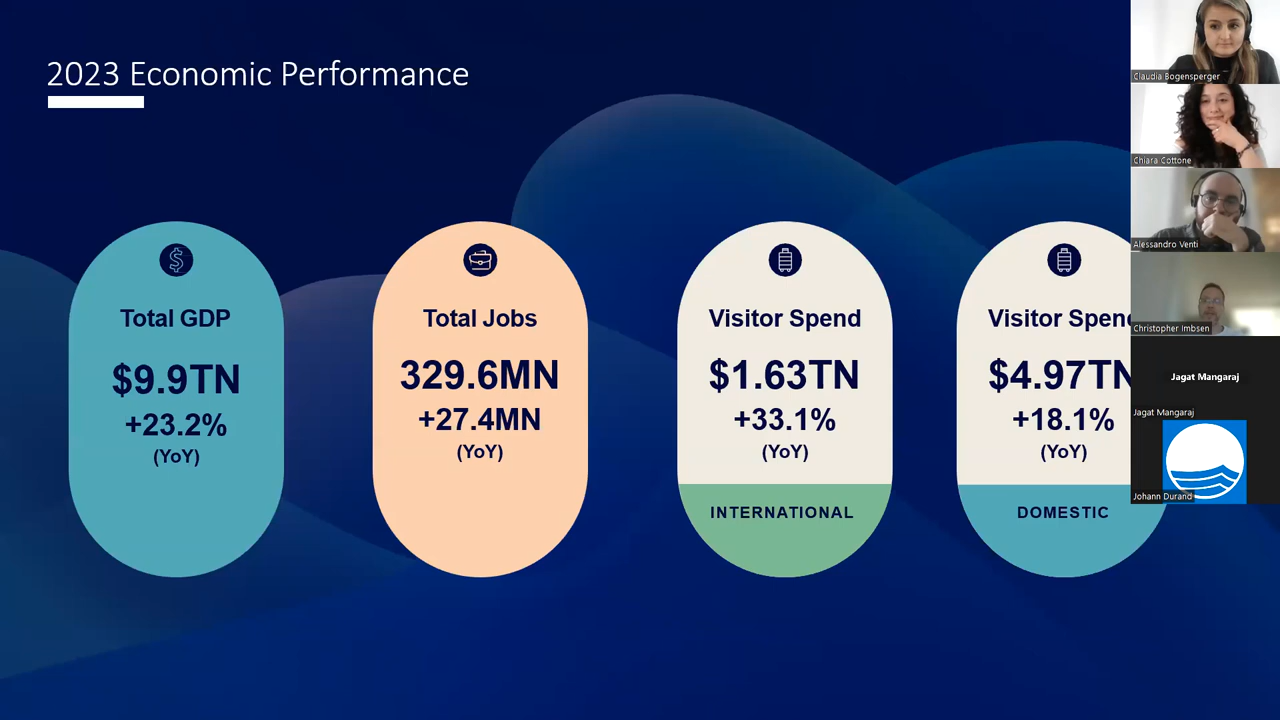 2023 Economic Performance
Total GDP
$9.9TN
+23.2%
(YoY)
Total Jobs
329.6MN
+27.4MN
(YoY)
Visitor Spend
$1.63TN
+33.1%
(YoY)
INTERNATIONAL
Visitor Spen
$4.97TN
+18.1%
(YoY)
DOMESTIC
Claudia Bogensperger
Chiara Cottone
Alessandro Venti
Christopher Imbsen
Jagat Mangaraj
Jagat Mangaraj
Johann Durand